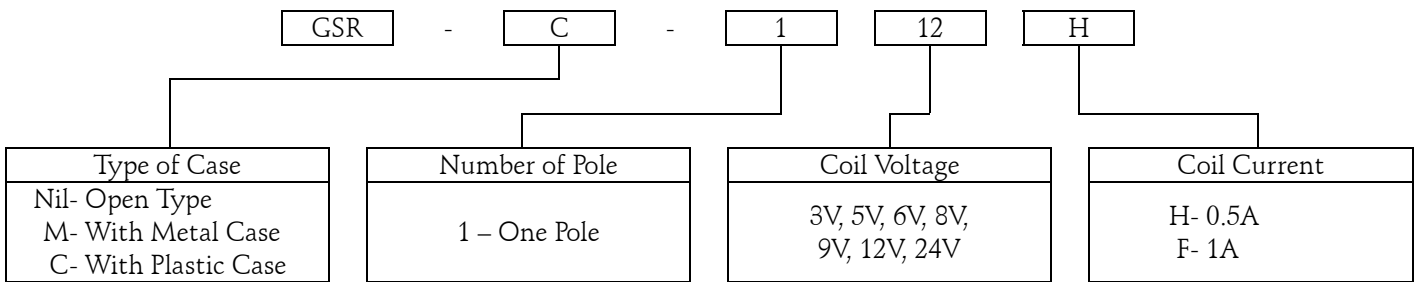 GSR - C - 1 12 H
Type of Case
Nil- Open Type
M- With Metal Case
C- With Plastic Case
Number of Pole
1 – One Pole
Coil Voltage
3V, 5V, 6V, 8V,
9V, 12V, 24V
Coil Current
H- 0.5A
F- 1A